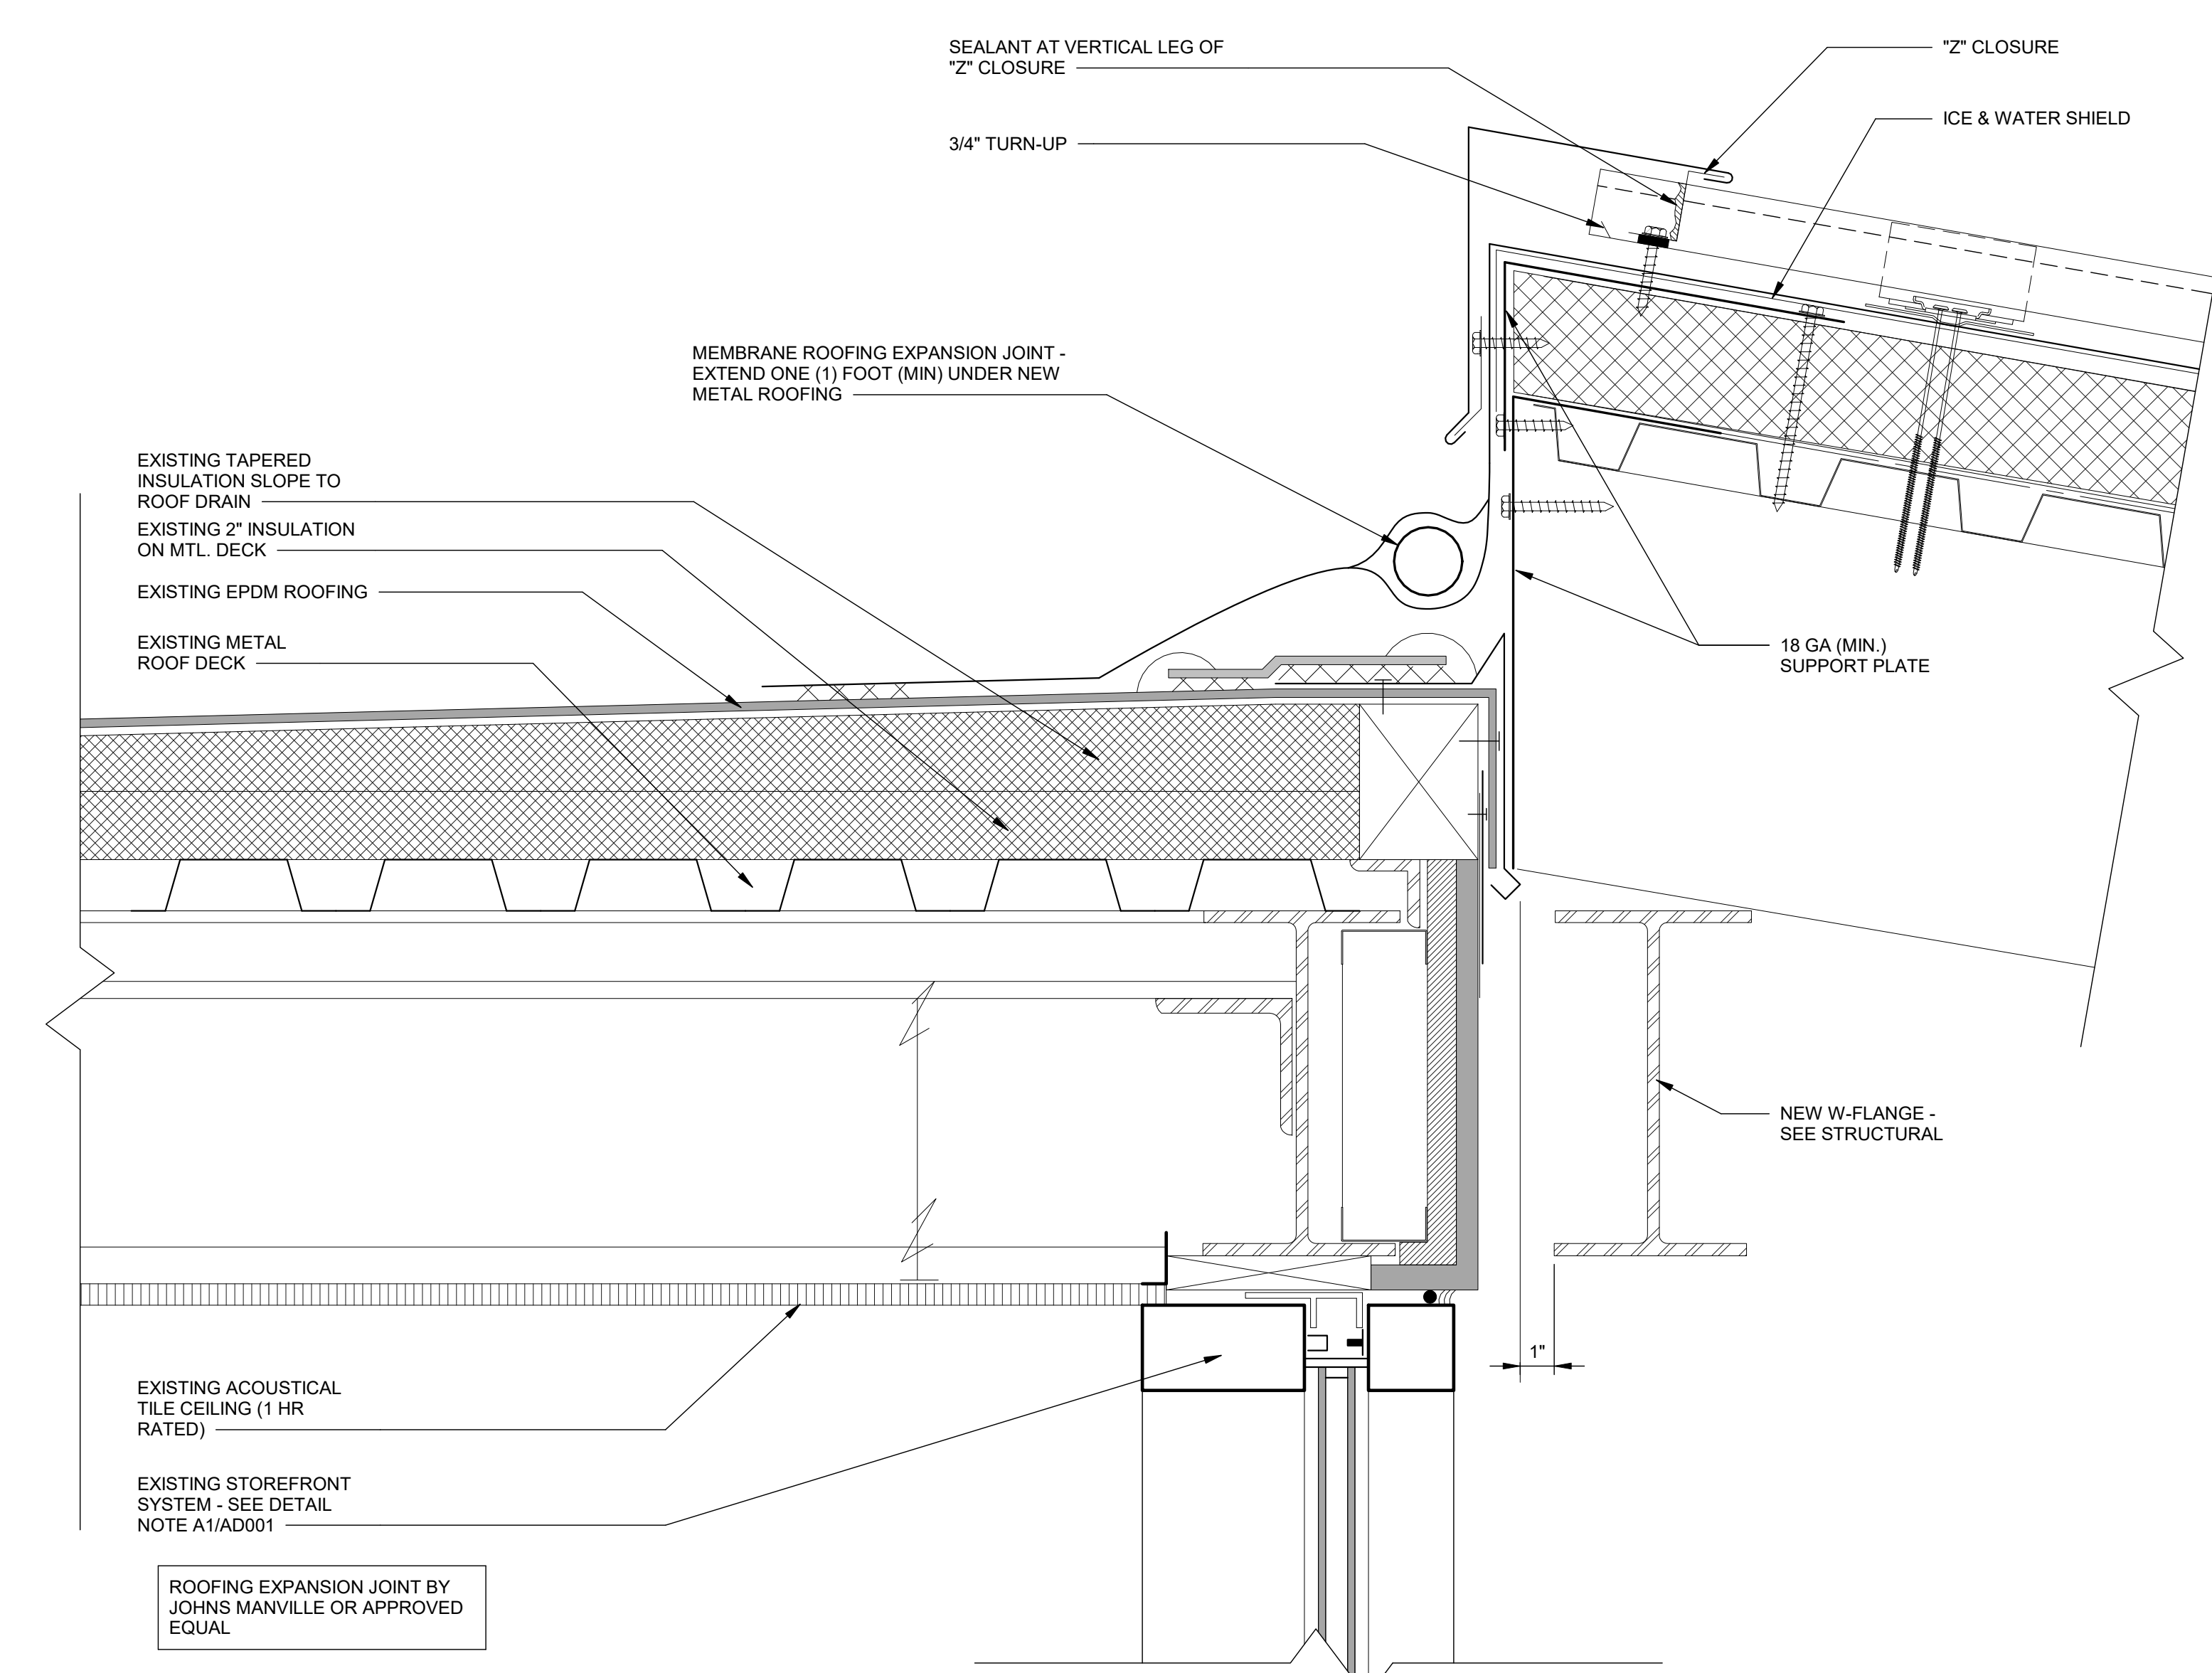 SEALANT AT VERTICAL LEG OF
"Z" CLOSURE
"Z" CLOSURE
ICE & WATER SHIELD
3/4" TURN-UP
MEMBRANE ROOFING EXPANSION JOINT -
EXTEND ONE (1) FOOT (MIN) UNDER NEW
METAL ROOFING
EXISTING TAPERED
INSULATION SLOPE TO
ROOF DRAIN
EXISTING 2" INSULATION
ON MTL. DECK
EXISTING EPDM ROOFING
EXISTING METAL
ROOF DECK
18 GA (MIN.)
SUPPORT PLATE
NEW W-FLANGE -
SEE STRUCTURAL
1"
EXISTING ACOUSTICAL
TILE CEILING (1 HR
RATED)
EXISTING STOREFRONT
SYSTEM - SEE DETAIL
NOTE A1/AD001
ROOFING EXPANSION JOINT BY
JOHNS MANVILLE OR APPROVED
EQUAL